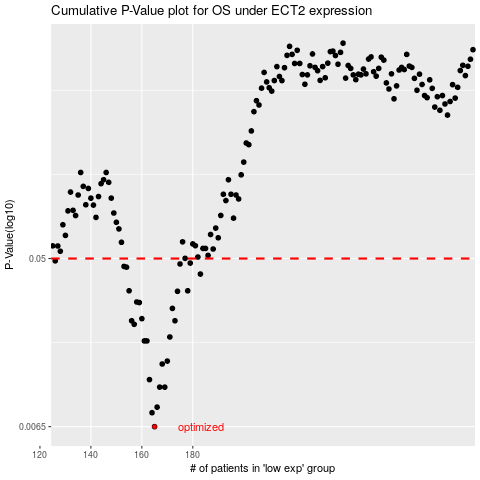 Cumulative P-Value plot for OS under ECT2 expression
P-Value(log10)
0.05
0.0065
optimized
120 140 160 180
# of patients in 'low exp' group